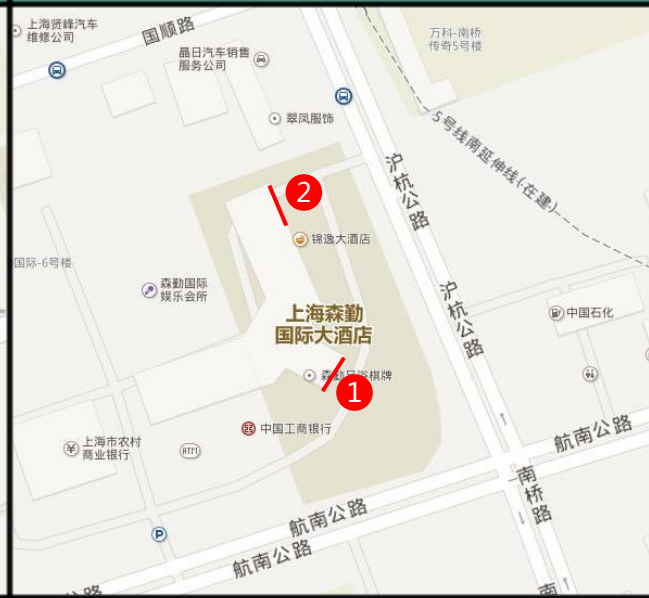 上海贤峰汽车
维修公司
国顺路
晶日汽车销售
服务公司
万科-南桥
传奇5号楼
翠凤服饰
5号线南延伸线(在建)
沪杭公路
2
锦逸大酒店
国际-6号楼
森勤国际
娱乐会所
沪杭公路
中国石化
上海森勤
国际大酒店
棋牌
1
中国工商银行
上海市农村
商业银行
ATM
航南公路
南桥路
航南公路
P
航南公路
公路
南